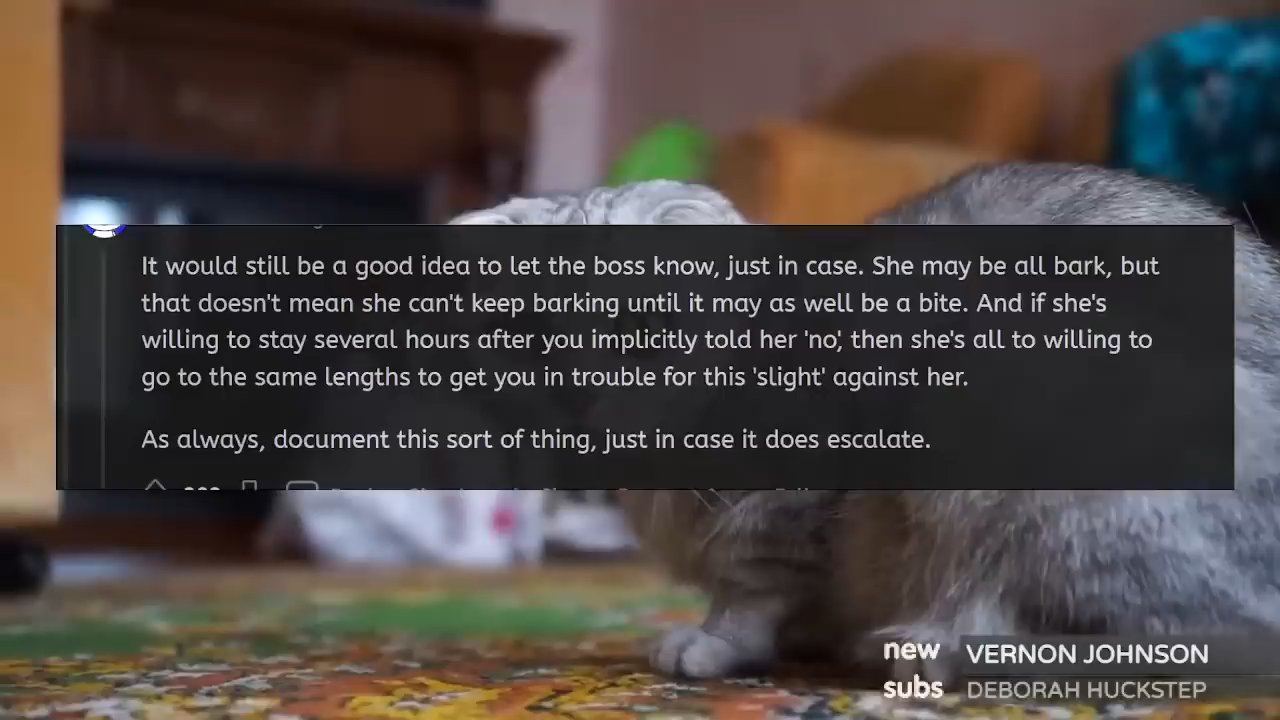 It would still be a good idea to let the boss know, just in case. She may be all bark, but
that doesn't mean she can't keep barking until it may as well be a bite. And if she's
willing to stay several hours after you implicitly told her 'no', then she's all to willing to
go to the same lengths to get you in trouble for this 'slight' against her.
As always, document this sort of thing, just in case it does escalate.
new VERNON JOHNSON
subs DEBORAH HUCKSTEP